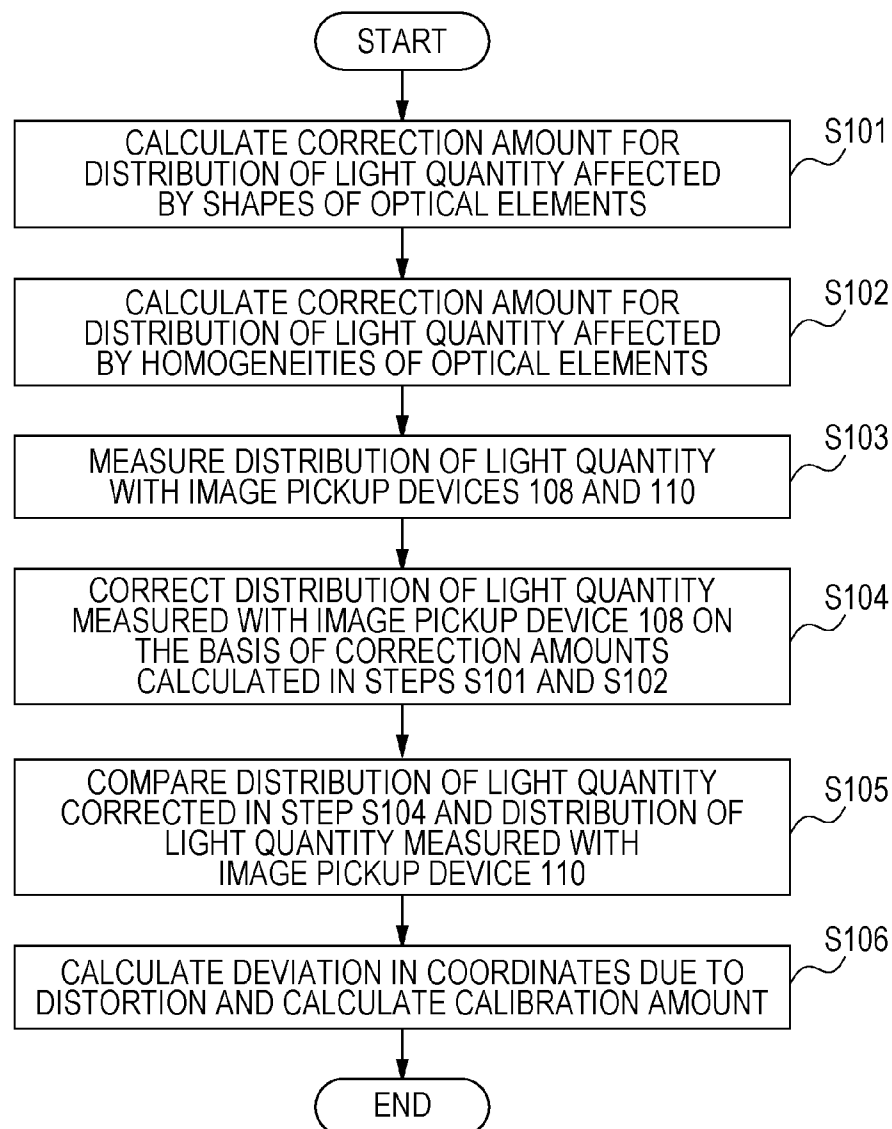 START
CALCULATE CORRECTION AMOUNT FOR
DISTRIBUTION OF LIGHT QUANTITY AFFECTED
BY SHAPES OF OPTICAL ELEMENTS
S101
CALCULATE CORRECTION AMOUNT FOR
DISTRIBUTION OF LIGHT QUANTITY AFFECTED
BY HOMOGENEITIES OF OPTICAL ELEMENTS
S102
MEASURE DISTRIBUTION OF LIGHT QUANTITY
WITH IMAGE PICKUP DEVICES 108 AND 110
S103
CORRECT DISTRIBUTION OF LIGHT QUANTITY
MEASURED WITH IMAGE PICKUP DEVICE 108 ON
THE BASIS OF CORRECTION AMOUNTS
CALCULATED IN STEPS S101 AND S102
S104
COMPARE DISTRIBUTION OF LIGHT QUANTITY
CORRECTED IN STEP S104 AND DISTRIBUTION OF
LIGHT QUANTITY MEASURED WITH
IMAGE PICKUP DEVICE 110
S105
CALCULATE DEVIATION IN COORDINATES DUE TO
DISTORTION AND CALCULATE CALIBRATION AMOUNT
S106
END